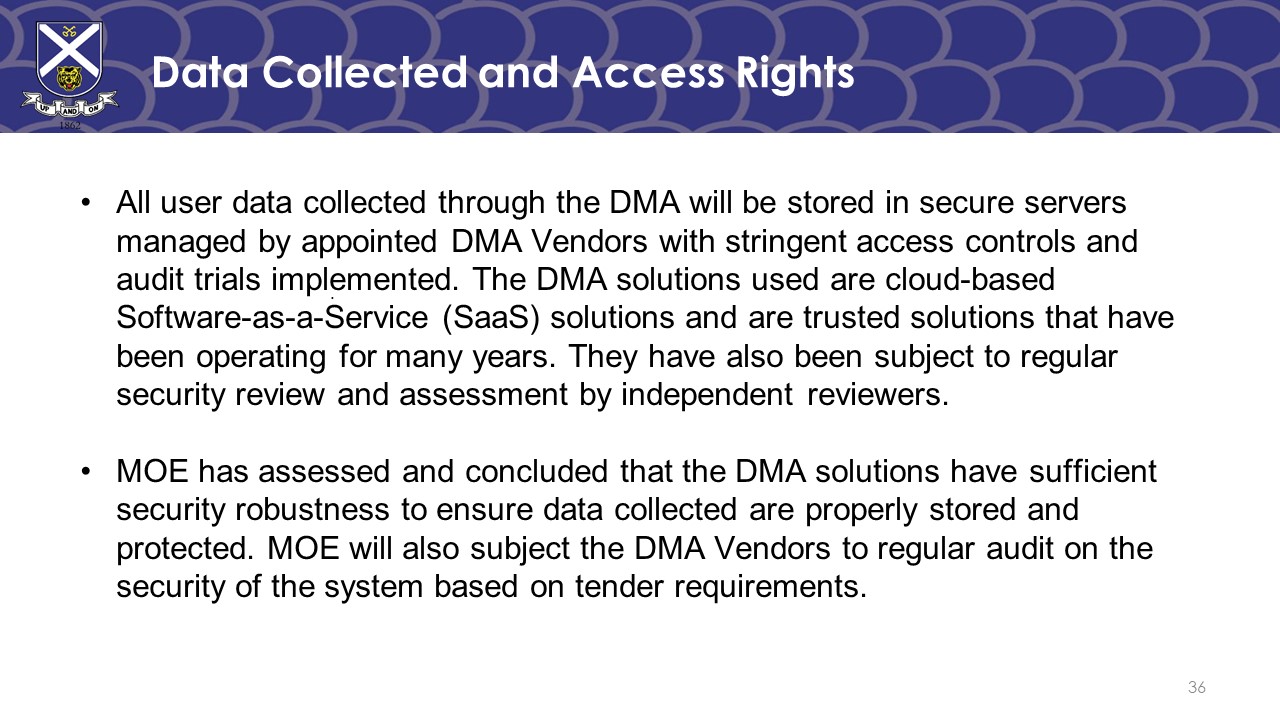 Data Collected and Access Rights
UP AND ON
1862
• All user data collected through the DMA will be stored in secure servers
managed by appointed DMA Vendors with stringent access controls and
audit trials implemented. The DMA solutions used are cloud-based
Software-as-a-Service (SaaS) solutions and are trusted solutions that have
been operating for many years. They have also been subject to regular
security review and assessment by independent reviewers.
• MOE has assessed and concluded that the DMA solutions have sufficient
security robustness to ensure data collected are properly stored and
protected. MOE will also subject the DMA Vendors to regular audit on the
security of the system based on tender requirements.
36